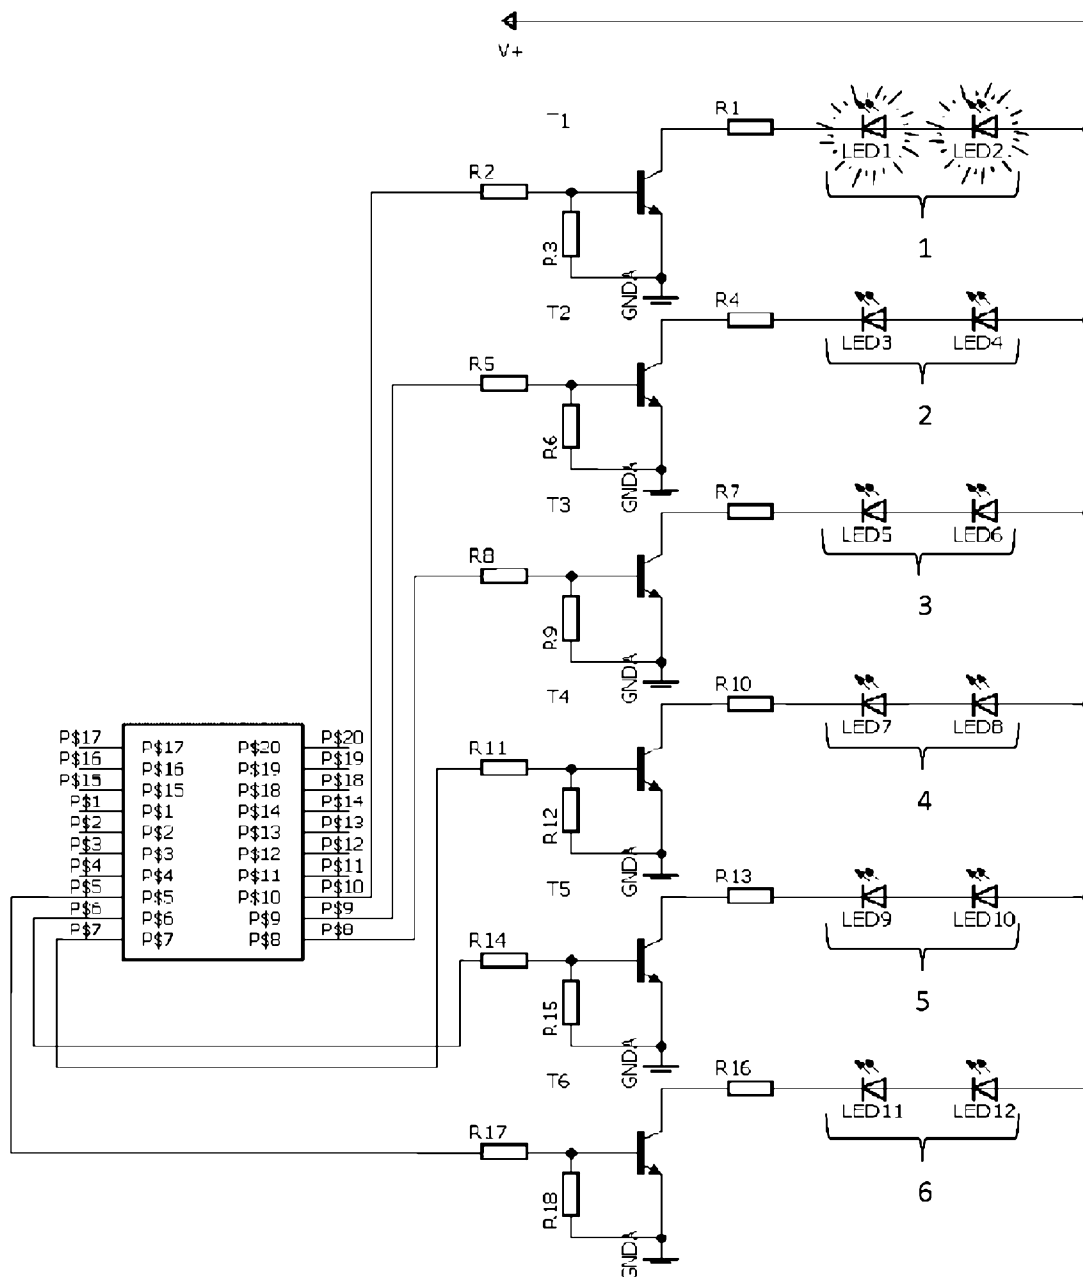 V+
T1
R1
LED1
LED2
R2
R3
GNDA
1
T2
R4
LED3
LED4
R5
R6
GNDA
2
T3
R7
LED5
LED6
R8
R9
GNDA
3
T4
R10
LED7
LED8
R11
R12
GNDA
4
P$17 P$17 P$20 P$20
P$16 P$16 P$19 P$19
P$15 P$15 P$18 P$18
P$1 P$1 P$14 P$14
P$2 P$2 P$13 P$13
P$3 P$3 P$12 P$12
P$4 P$4 P$11 P$11
P$5 P$5 P$10 P$10
P$6 P$6 P$9 P$9
P$7 P$7 P$8 P$8
T5
R13
LED9
LED10
R14
R15
GNDA
5
T6
R16
LED11
LED12
R17
R18
GNDA
6